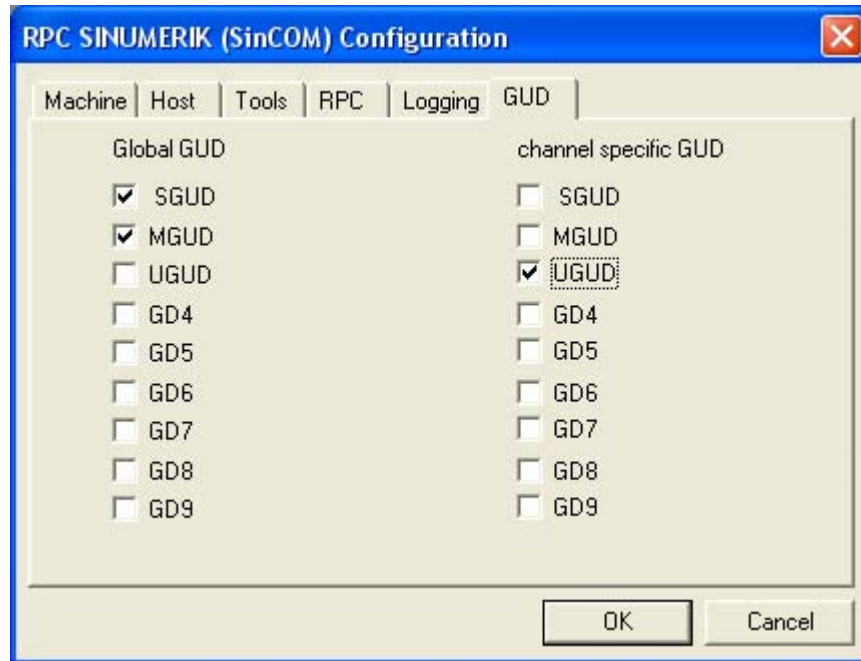 RPC SINUMERIK (SinCOM) Configuration
Machine Host Tools RPC Logging GUD
Global GUD channel specific GUD
SGUD SGUD
MGUD MGUD
UGUD UGUD
GD4 GD4
GD5 GD5
GD6 GD6
GD7 GD7
GD8 GD8
GD9 GD9
OK Cancel